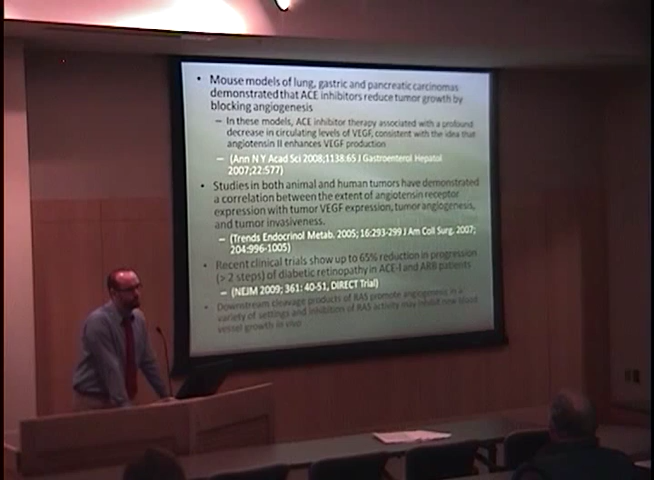 • Mouse models of lung, gastric and pancreatic carcinomas
demonstrated that ACE inhibitors reduce tumor growth by
blocking angiogenesis
– In these models, ACE inhibitor therapy associated with a profound
decrease in circulating levels of VEGF, consistent with the idea that
angiotensin II enhances VEGF production
– (Ann N Y Acad Sci 2008;1138:65 J Gastroenterol Hepatol
2007;22:577)
• Studies in both animal and human tumors have demonstrated
a correlation between the extent of angiotensin receptor
expression with tumor VEGF expression, tumor angiogenesis,
and tumor invasiveness.
– (Trends Endocrinol Metab. 2005; 16:293-299 J Am Coll Surg. 2007;
204:996-1005)
• Recent clinical trials show up to 65% reduction in progression
(>2 steps) of diabetic retinopathy in ACE-I and ARB patients
– (NEJM 2009; 361: 40-51, DIRECT Trial)
• Downstream cleavage products of RAS promote angiogenesis in a
variety of settings and inhibition of RAS activity may inhibit new blood
vessel growth in vivo